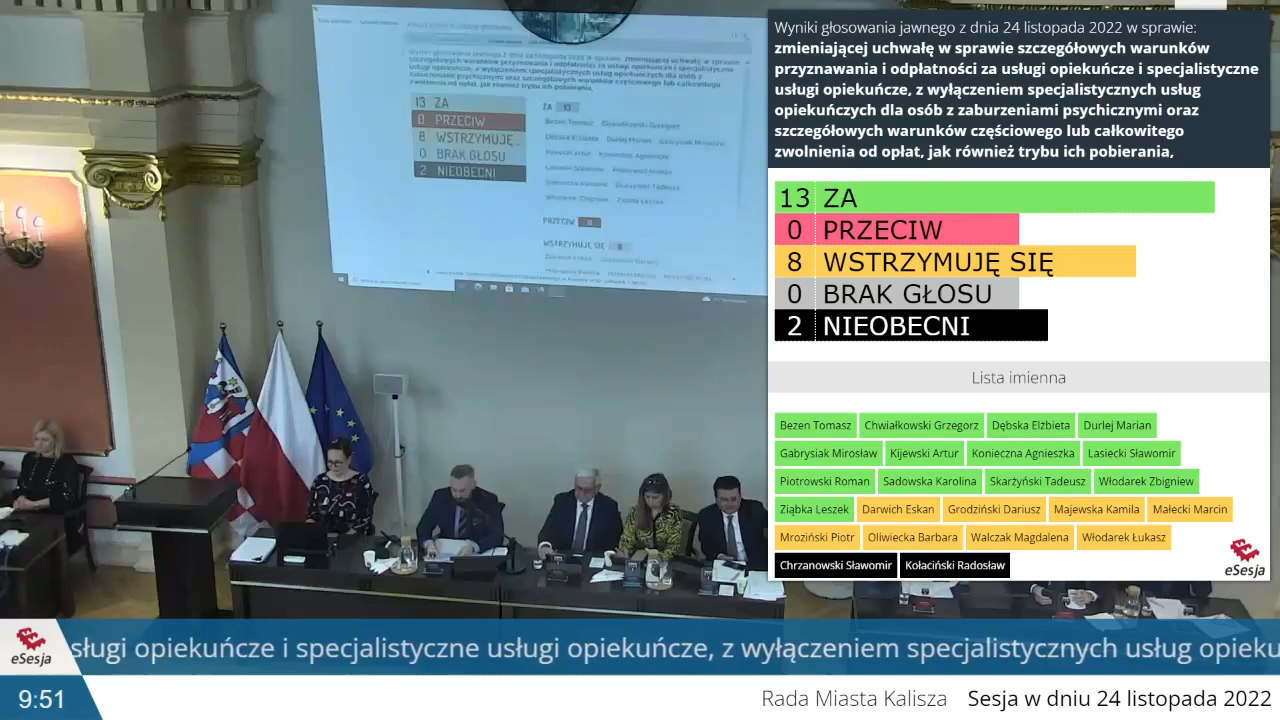 Wyniki głosowania jawnego z dnia 24 listopada 2022 w sprawie:
zmieniającej uchwałę w sprawie szczegółowych warunków
przyznawania i odpłatności za usługi opiekuńcze i specjalistyczne
usługi opiekuńcze, z wyłączeniem specjalistycznych usług
opiekuńczych dla osób z zaburzeniami psychicznymi oraz
szczegółowych warunków częściowego lub całkowitego
zwolnienia od opłat, jak również trybu ich pobierania,
13 ZA
0 PRZECIW
8 WSTRZYMUJĘ SIĘ
0 BRAK GŁOSU
2 NIEOBECNI
Lista imienna
Bezen Tomasz Chwiałkowski Grzegorz Dębska Elżbieta Durlej Marian
Gabrysiak Mirosław Kijewski Artur Konieczna Agnieszka Lasiecki Sławomir
Piotrowski Roman Sadowska Karolina Skarżyński Tadeusz Włodarek Zbigniew
Ziąbka Leszek Darwich Eskan Grodziński Dariusz Majewska Kamila Małecki Marcin
Mroziński Piotr Oliwiecka Barbara Walczak Magdalena Włodarek Łukasz
Chrzanowski Sławomir Kołaciński Radosław
eSesja
13 ZA
0 PRZECIW
8 WSTRZYMUJĘ...
0 BRAK GŁOSU
2 NIEOBECNI
ZA 13
PRZECIW 0
WSTRZYMUJĘ SIĘ 8
eSesja
sługi opiekuńcze i specjalistyczne usługi opiekuńcze, z wyłączeniem specjalistycznych usług opieku
9:51
Rada Miasta Kalisza Sesja w dniu 24 listopada 2022